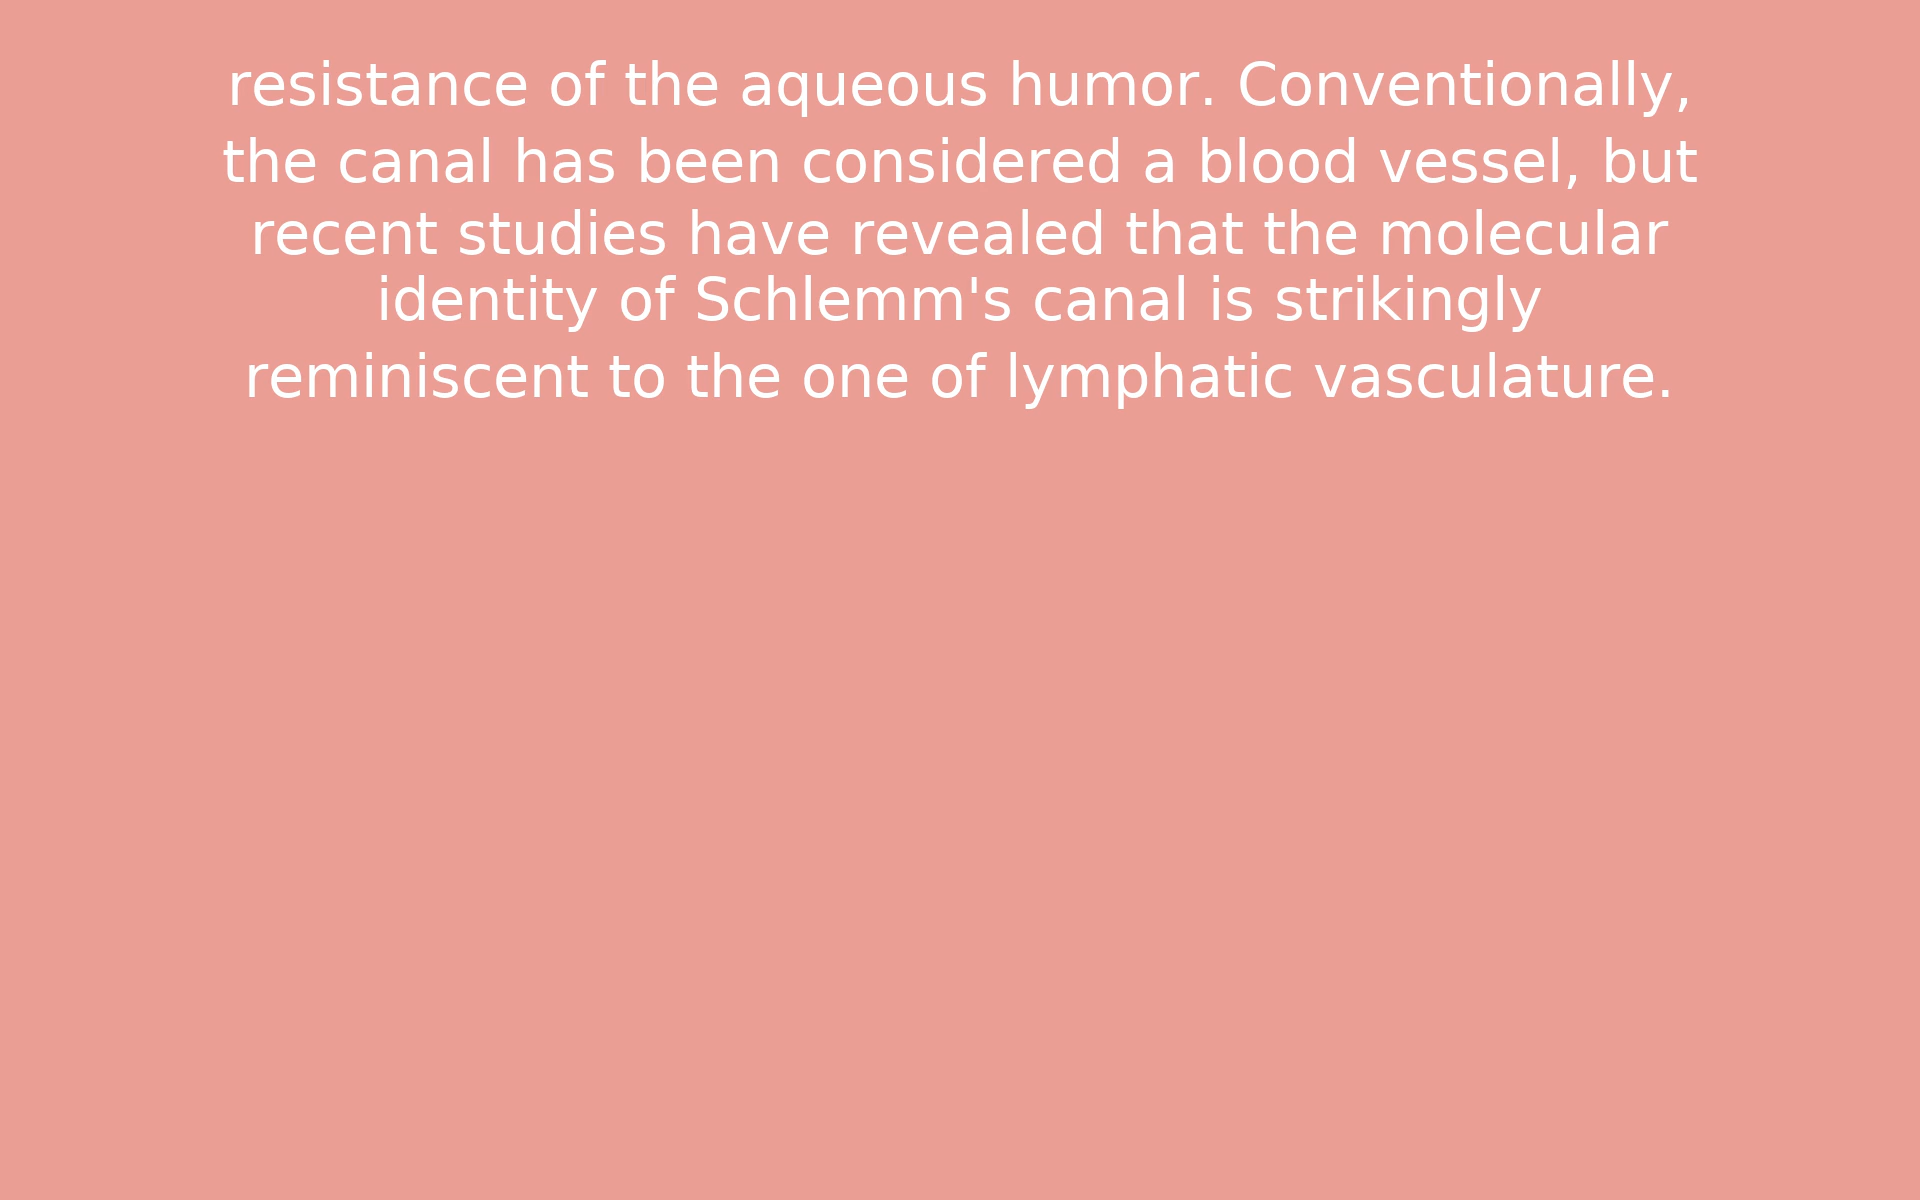 resistance of the aqueous humor. Conventionally,
the canal has been considered a blood vessel, but
recent studies have revealed that the molecular
identity of Schlemm's canal is strikingly
reminiscent to the one of lymphatic vasculature.